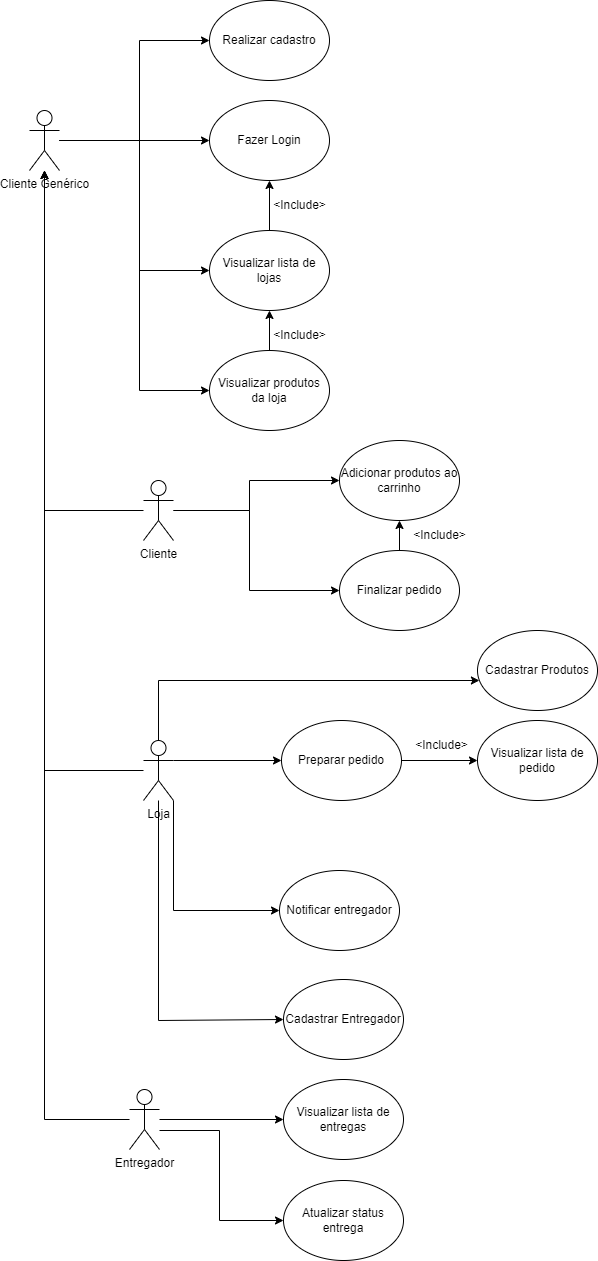 Realizar cadastro
Fazer Login
Cliente Genérico
<Include>
Visualizar lista de
lojas
<Include>
Visualizar produtos
da loja
Adicionar produtos ao
carrinho
<Include>
Cliente
Finalizar pedido
Cadastrar Produtos
Preparar pedido
<Include>
Visualizar lista de
pedido
Loja
Notificar entregador
Cadastrar Entregador
Visualizar lista de
entregas
Entregador
Atualizar status
entrega